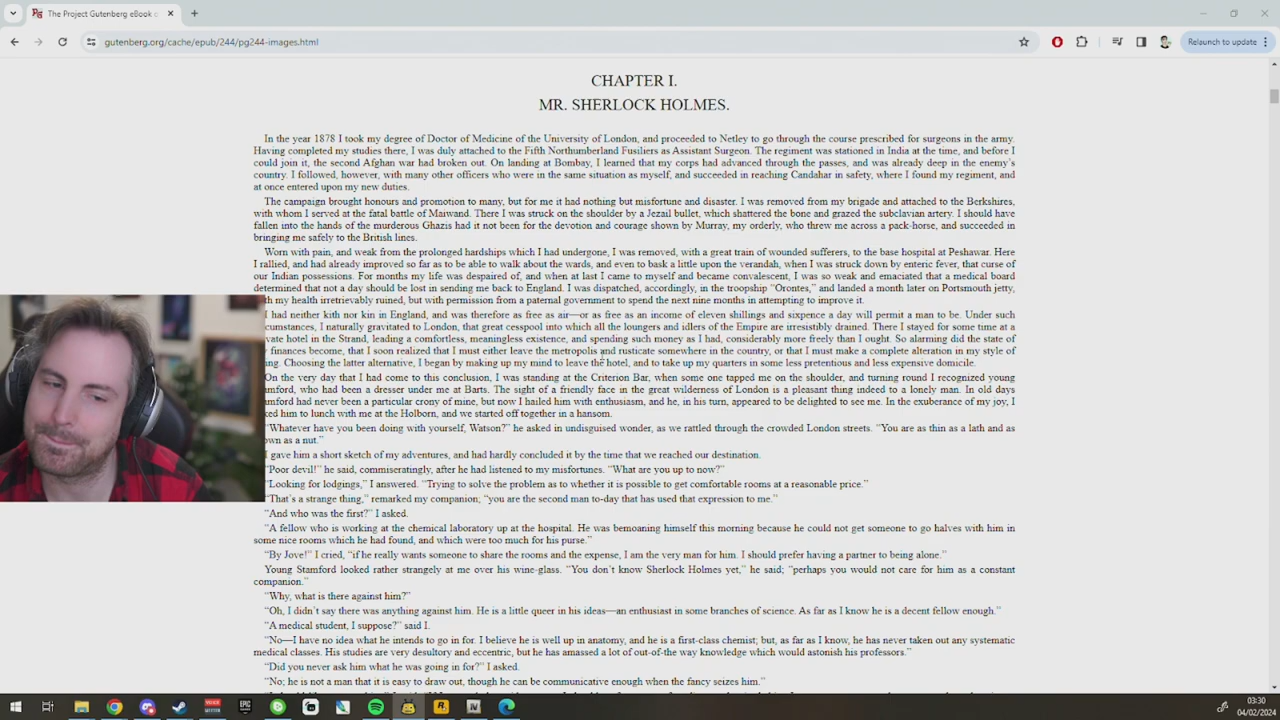 The Project Gutenberg eBook o
gutenberg.org/cache/epub/244/pg244-images.html
Relaunch to update
CHAPTER I.
MR. SHERLOCK HOLMES.
In the year 1878 I took my degree of Doctor of Medicine of the University of London, and proceeded to Netley to go through the course prescribed for surgeons in the army.
Having completed my studies there, I was duly attached to the Fifth Northumberland Fusiliers as Assistant Surgeon. The regiment was stationed in India at the time, and before I
could join it, the second Afghan war had broken out. On landing at Bombay, I learned that my corps had advanced through the passes, and was already deep in the enemy’s
country. I followed, however, with many other officers who were in the same situation as myself, and succeeded in reaching Candahar in safety, where I found my regiment, and
at once entered upon my new duties.
The campaign brought honours and promotion to many, but for me it had nothing but misfortune and disaster. I was removed from my brigade and attached to the Berkshires,
with whom I served at the fatal battle of Maiwand. There I was struck on the shoulder by a Jezail bullet, which shattered the bone and grazed the subclavian artery. I should have
fallen into the hands of the murderous Ghazis had it not been for the devotion and courage shown by Murray, my orderly, who threw me across a pack-horse, and succeeded in
bringing me safely to the British lines.
Worn with pain, and weak from the prolonged hardships which I had undergone, I was removed, with a great train of wounded sufferers, to the base hospital at Peshawar. Here
I rallied, and had already improved so far as to be able to walk about the wards, and even to bask a little upon the verandah, when I was struck down by enteric fever, that curse of
our Indian possessions. For months my life was despaired of, and when at last I came to myself and became convalescent, I was so weak and emaciated that a medical board
determined that not a day should be lost in sending me back to England. I was dispatched, accordingly, in the troopship “Orontes,” and landed a month later on Portsmouth jetty,
th my health irretrievably ruined, but with permission from a paternal government to spend the next nine months in attempting to improve it.
I had neither kith nor kin in England, and was therefore as free as air—or as free as an income of eleven shillings and sixpence a day will permit a man to be. Under such
cumstances, I naturally gravitated to London, that great cesspool into which all the loungers and idlers of the Empire are irresistibly drained. There I stayed for some time at a
vate hotel in the Strand, leading a comfortless, meaningless existence, and spending such money as I had, considerably more freely than I ought. So alarming did the state of
finances become, that I soon realized that I must either leave the metropolis and rusticate somewhere in the country, or that I must make a complete alteration in my style of
g. Choosing the latter alternative, I began by making up my mind to leave the hotel, and to take up my quarters in some less pretentious and less expensive domicile.
On the very day that I had come to this conclusion, I was standing at the Criterion Bar, when some one tapped me on the shoulder, and turning round I recognized young
mford, who had been a dresser under me at Barts. The sight of a friendly face in the great wilderness of London is a pleasant thing indeed to a lonely man. In old days
mford had never been a particular crony of mine, but now I hailed him with enthusiasm, and he, in his turn, appeared to be delighted to see me. In the exuberance of my joy, I
ked him to lunch with me at the Holborn, and we started off together in a hansom.
“Whatever have you been doing with yourself, Watson?” he asked in undisguised wonder, as we rattled through the crowded London streets. “You are as thin as a lath and as
own as a nut.”
I gave him a short sketch of my adventures, and had hardly concluded it by the time that we reached our destination.
“Poor devil!” he said, commiseratingly, after he had listened to my misfortunes. “What are you up to now?”
“Looking for lodgings,” I answered. “Trying to solve the problem as to whether it is possible to get comfortable rooms at a reasonable price.”
“That’s a strange thing,” remarked my companion; “you are the second man to-day that has used that expression to me.”
“And who was the first?” I asked.
“A fellow who is working at the chemical laboratory up at the hospital. He was bemoaning himself this morning because he could not get someone to go halves with him in
some nice rooms which he had found, and which were too much for his purse.”
“By Jove!” I cried, “if he really wants someone to share the rooms and the expense, I am the very man for him. I should prefer having a partner to being alone.”
Young Stamford looked rather strangely at me over his wine-glass. “You don’t know Sherlock Holmes yet,” he said; “perhaps you would not care for him as a constant
companion.”
“Why, what is there against him?”
“Oh, I didn’t say there was anything against him. He is a little queer in his ideas—an enthusiast in some branches of science. As far as I know he is a decent fellow enough.”
“A medical student, I suppose?” said I.
“No—I have no idea what he intends to go in for. I believe he is well up in anatomy, and he is a first-class chemist; but, as far as I know, he has never taken out any systematic
medical classes. His studies are very desultory and eccentric, but he has amassed a lot of out-of-the way knowledge which would astonish his professors.”
“Did you never ask him what he was going in for?” I asked.
“No; he is not a man that it is easy to draw out, though he can be communicative enough when the fancy seizes him.”
03:30
04/02/2024